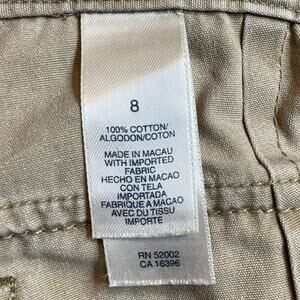 8
100% COTTON/
ALGODON/COTON
MADE IN MACAU
WITH IMPORTED
FABRIC
HECHO EN MACAO
CON TELA
IMPORTADA
FABRIQUE A MACAO
AVEC DU TISSU
IMPORTE
RN 52002
CA 16396